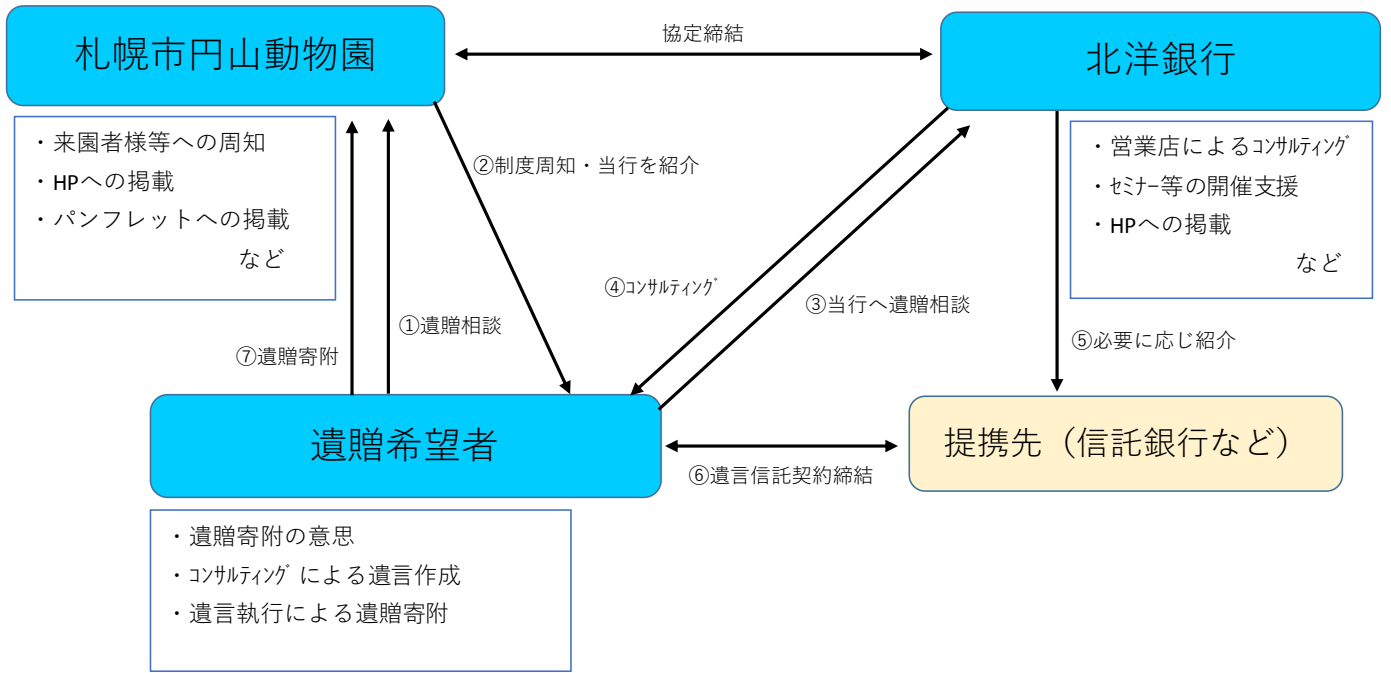 札幌市円山動物園
協定締結
北洋銀行
・来園者様等への周知
・HPへの掲載
・パンフレットへの掲載
など
②制度周知・当行を紹介
・営業店によるｺﾝｻﾙﾃｨﾝｸﾞ
・ｾﾐﾅｰ等の開催支援
・HPへの掲載
など
④ｺﾝｻﾙﾃｨﾝｸﾞ
③当行へ遺贈相談
①遺贈相談
⑦遺贈寄附
⑤必要に応じ紹介
遺贈希望者
提携先（信託銀行など）
⑥遺言信託契約締結
・遺贈寄附の意思
・ｺﾝｻﾙﾃｨﾝｸﾞによる遺言作成
・遺言執行による遺贈寄附